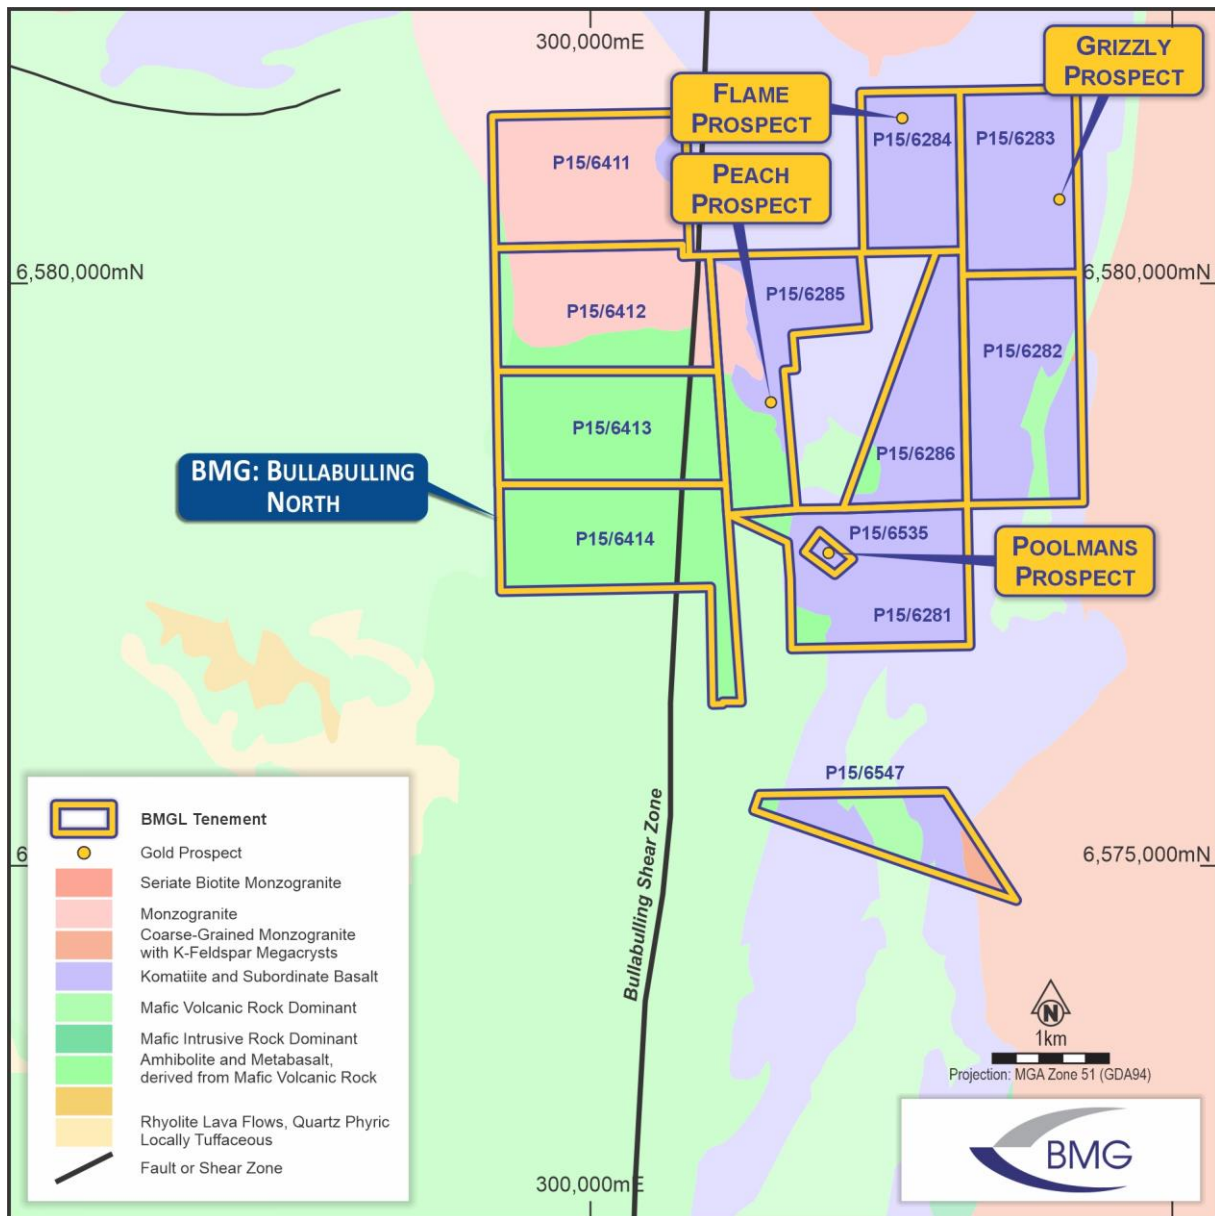 300,000mE
GRIZZLY
PROSPECT
FLAME
PROSPECT
P15/6284
P15/6283
P15/6411
PEACH
PROSPECT
6,580,000mN
6,580,000mN
P15/6285
P15/6412
P15/6282
P15/6413
P15/6286
BMG: BULLABULLING
NORTH
P15/6414
P15/6535
POOLMANS
PROSPECT
P15/6281
P15/6547
Bullabulling Shear Zone
6
6,575,000mN
BMGL Tenement
Gold Prospect
Seriate Biotite Monzogranite
Monzogranite
Coarse-Grained Monzogranite
with K-Feldspar Megacrysts
Komatiite and Subordinate Basalt
Mafic Volcanic Rock Dominant
Mafic Intrusive Rock Dominant
Amhibolite and Metabasalt,
derived from Mafic Volcanic Rock
Rhyolite Lava Flows, Quartz Phyric
Locally Tuffaceous
Fault or Shear Zone
N
1km
Projection: MGA Zone 51 (GDA94)
BMG
300,000mE